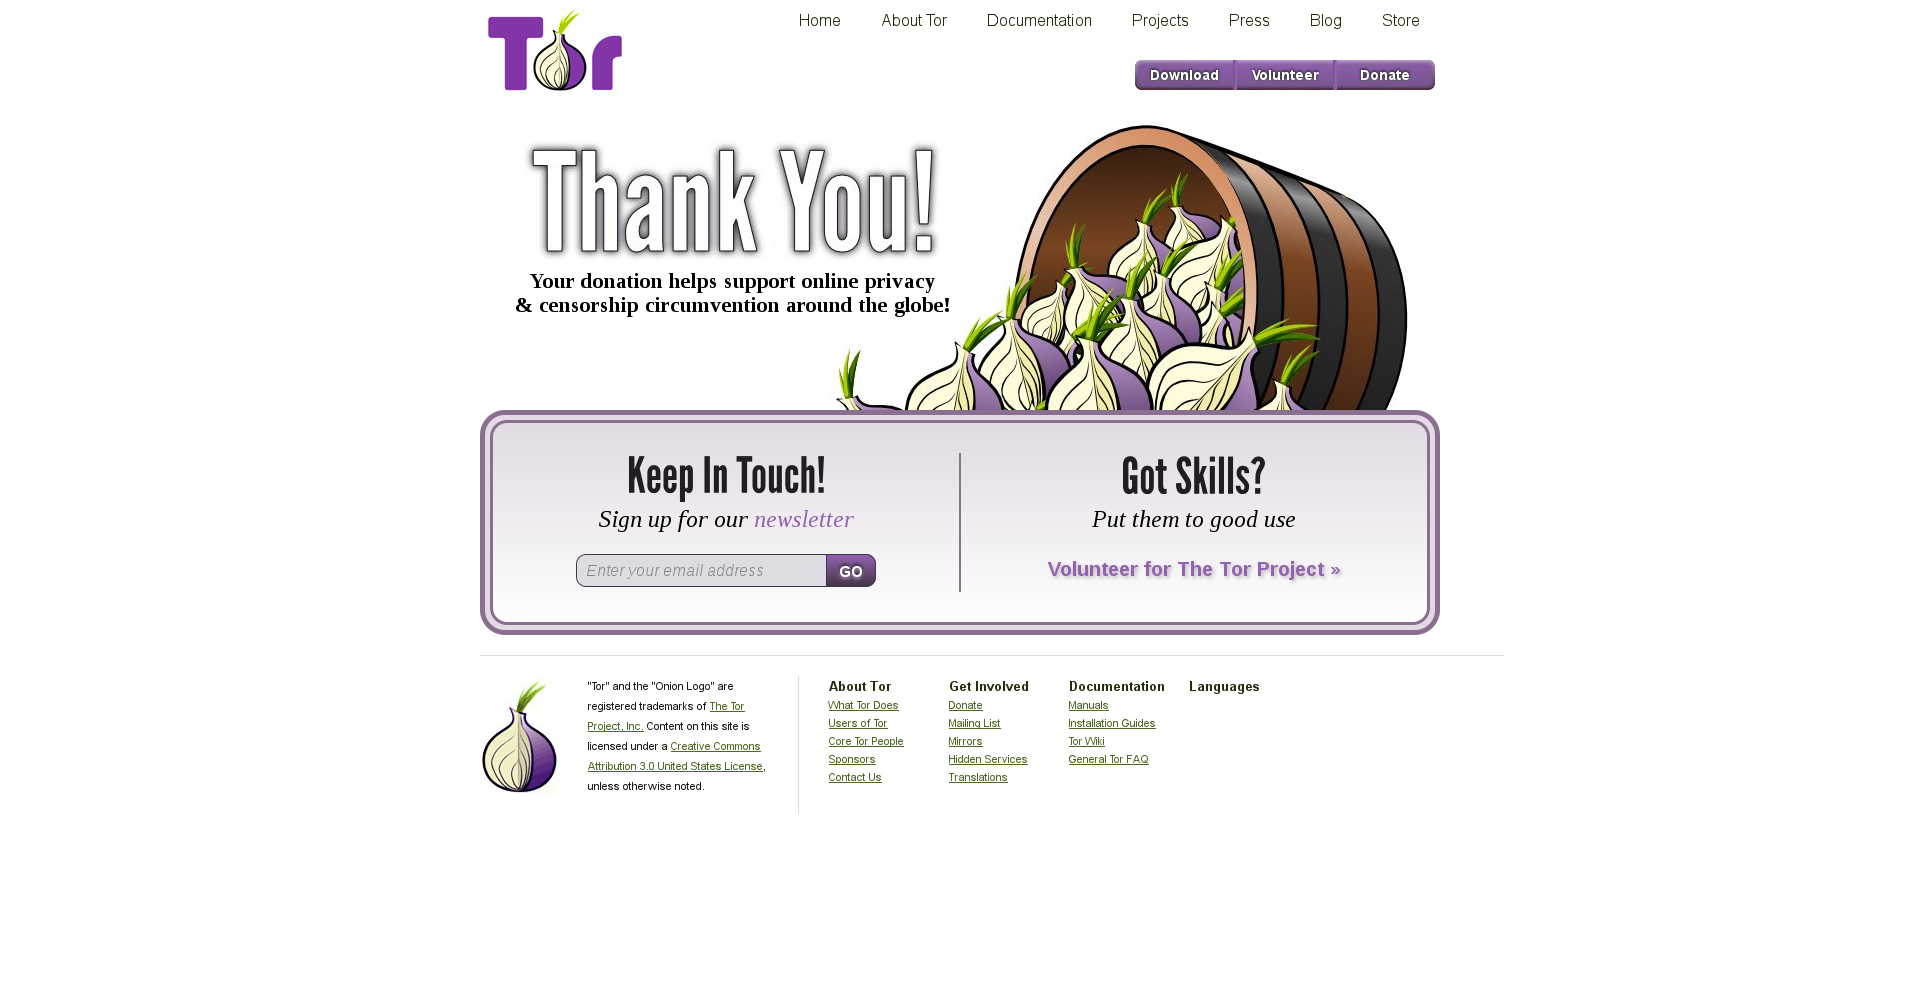 Tor
Home About Tor Documentation Projects Press Blog Store
Download Volunteer Donate
Thank You!
Your donation helps support online privacy
& censorship circumvention around the globe!
Keep In Touch!
Sign up for our newsletter
Enter your email address GO
Got Skills?
Put them to good use
Volunteer for The Tor Project »
"Tor" and the "Onion Logo" are
registered trademarks of The Tor
Project, Inc. Content on this site is
licensed under a Creative Commons
Attribution 3.0 United States License,
unless otherwise noted.
About Tor
What Tor Does
Users of Tor
Core Tor People
Sponsors
Contact Us
Get Involved
Donate
Mailing List
Mirrors
Hidden Services
Translations
Documentation
Manuals
Installation Guides
Tor Wiki
General Tor FAQ
Languages